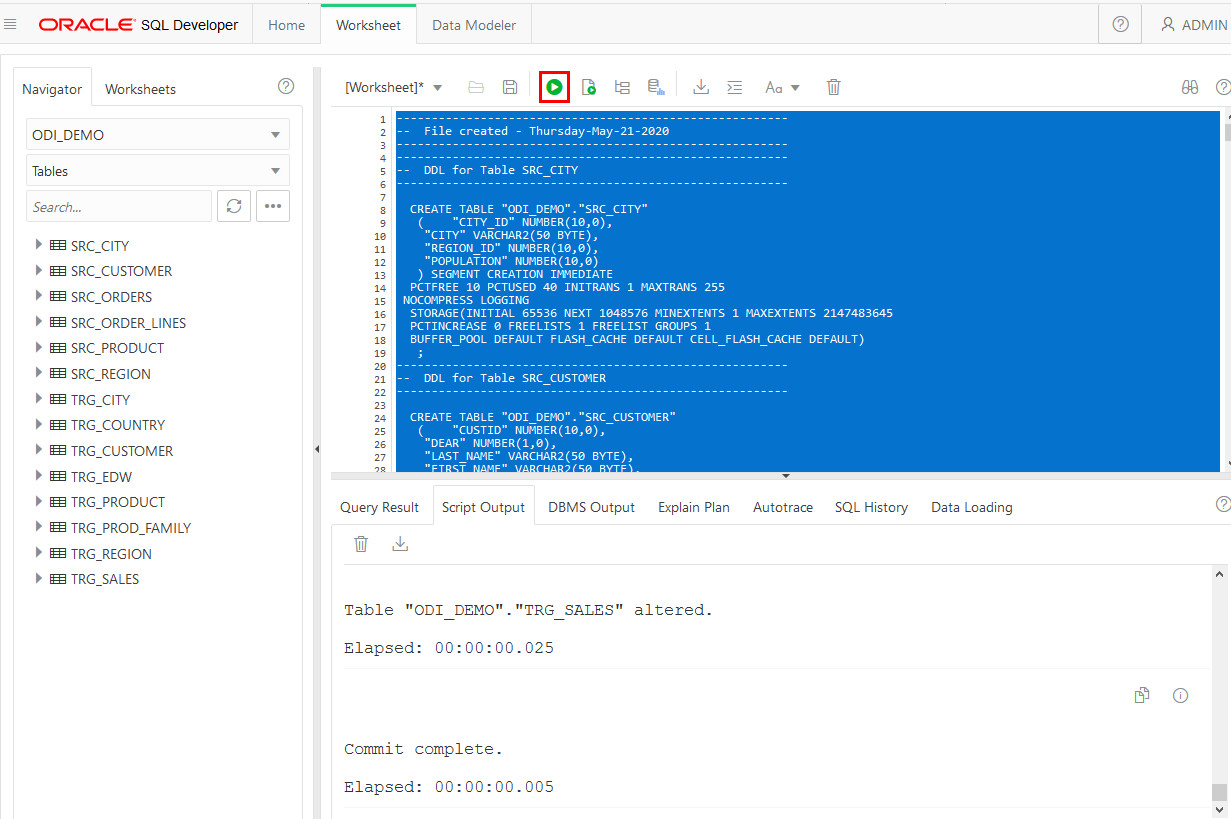 ORACLE SQL Developer Home Worksheet Data Modeler ADMIN
Navigator Worksheets
ODI_DEMO
Tables
Search...
SRC_CITY
SRC_CUSTOMER
SRC_ORDERS
SRC_ORDER_LINES
SRC_PRODUCT
SRC_REGION
TRG_CITY
TRG_COUNTRY
TRG_CUSTOMER
TRG_EDW
TRG_PRODUCT
TRG_PROD_FAMILY
TRG_REGION
TRG_SALES
[Worksheet]* Aa
1 --------------------------------------------------------
2 --  File created - Thursday-May-21-2020
3 --------------------------------------------------------
4 --------------------------------------------------------
5 --  DDL for Table SRC_CITY
6 --------------------------------------------------------
7
8 CREATE TABLE "ODI_DEMO"."SRC_CITY"
9 ( "CITY_ID" NUMBER(10,0),
10 "CITY" VARCHAR2(50 BYTE),
11 "REGION_ID" NUMBER(10,0),
12 "POPULATION" NUMBER(10,0)
13 ) SEGMENT CREATION IMMEDIATE
14 PCTFREE 10 PCTUSED 40 INITRANS 1 MAXTRANS 255
15 NOCOMPRESS LOGGING
16 STORAGE(INITIAL 65536 NEXT 1048576 MINEXTENTS 1 MAXEXTENTS 2147483645
17 PCTINCREASE 0 FREELISTS 1 FREELIST GROUPS 1
18 BUFFER_POOL DEFAULT FLASH_CACHE DEFAULT CELL_FLASH_CACHE DEFAULT)
19 ;
20 --------------------------------------------------------
21 --  DDL for Table SRC_CUSTOMER
22 --------------------------------------------------------
23
24 CREATE TABLE "ODI_DEMO"."SRC_CUSTOMER"
25 ( "CUSTID" NUMBER(10,0),
26 "DEAR" NUMBER(1,0),
27 "LAST_NAME" VARCHAR2(50 BYTE),
28 "FIRST_NAME" VARCHAR2(50 BYTE),
Query Result Script Output DBMS Output Explain Plan Autotrace SQL History Data Loading
Table "ODI_DEMO"."TRG_SALES" altered.
Elapsed: 00:00:00.025
Commit complete.
Elapsed: 00:00:00.005